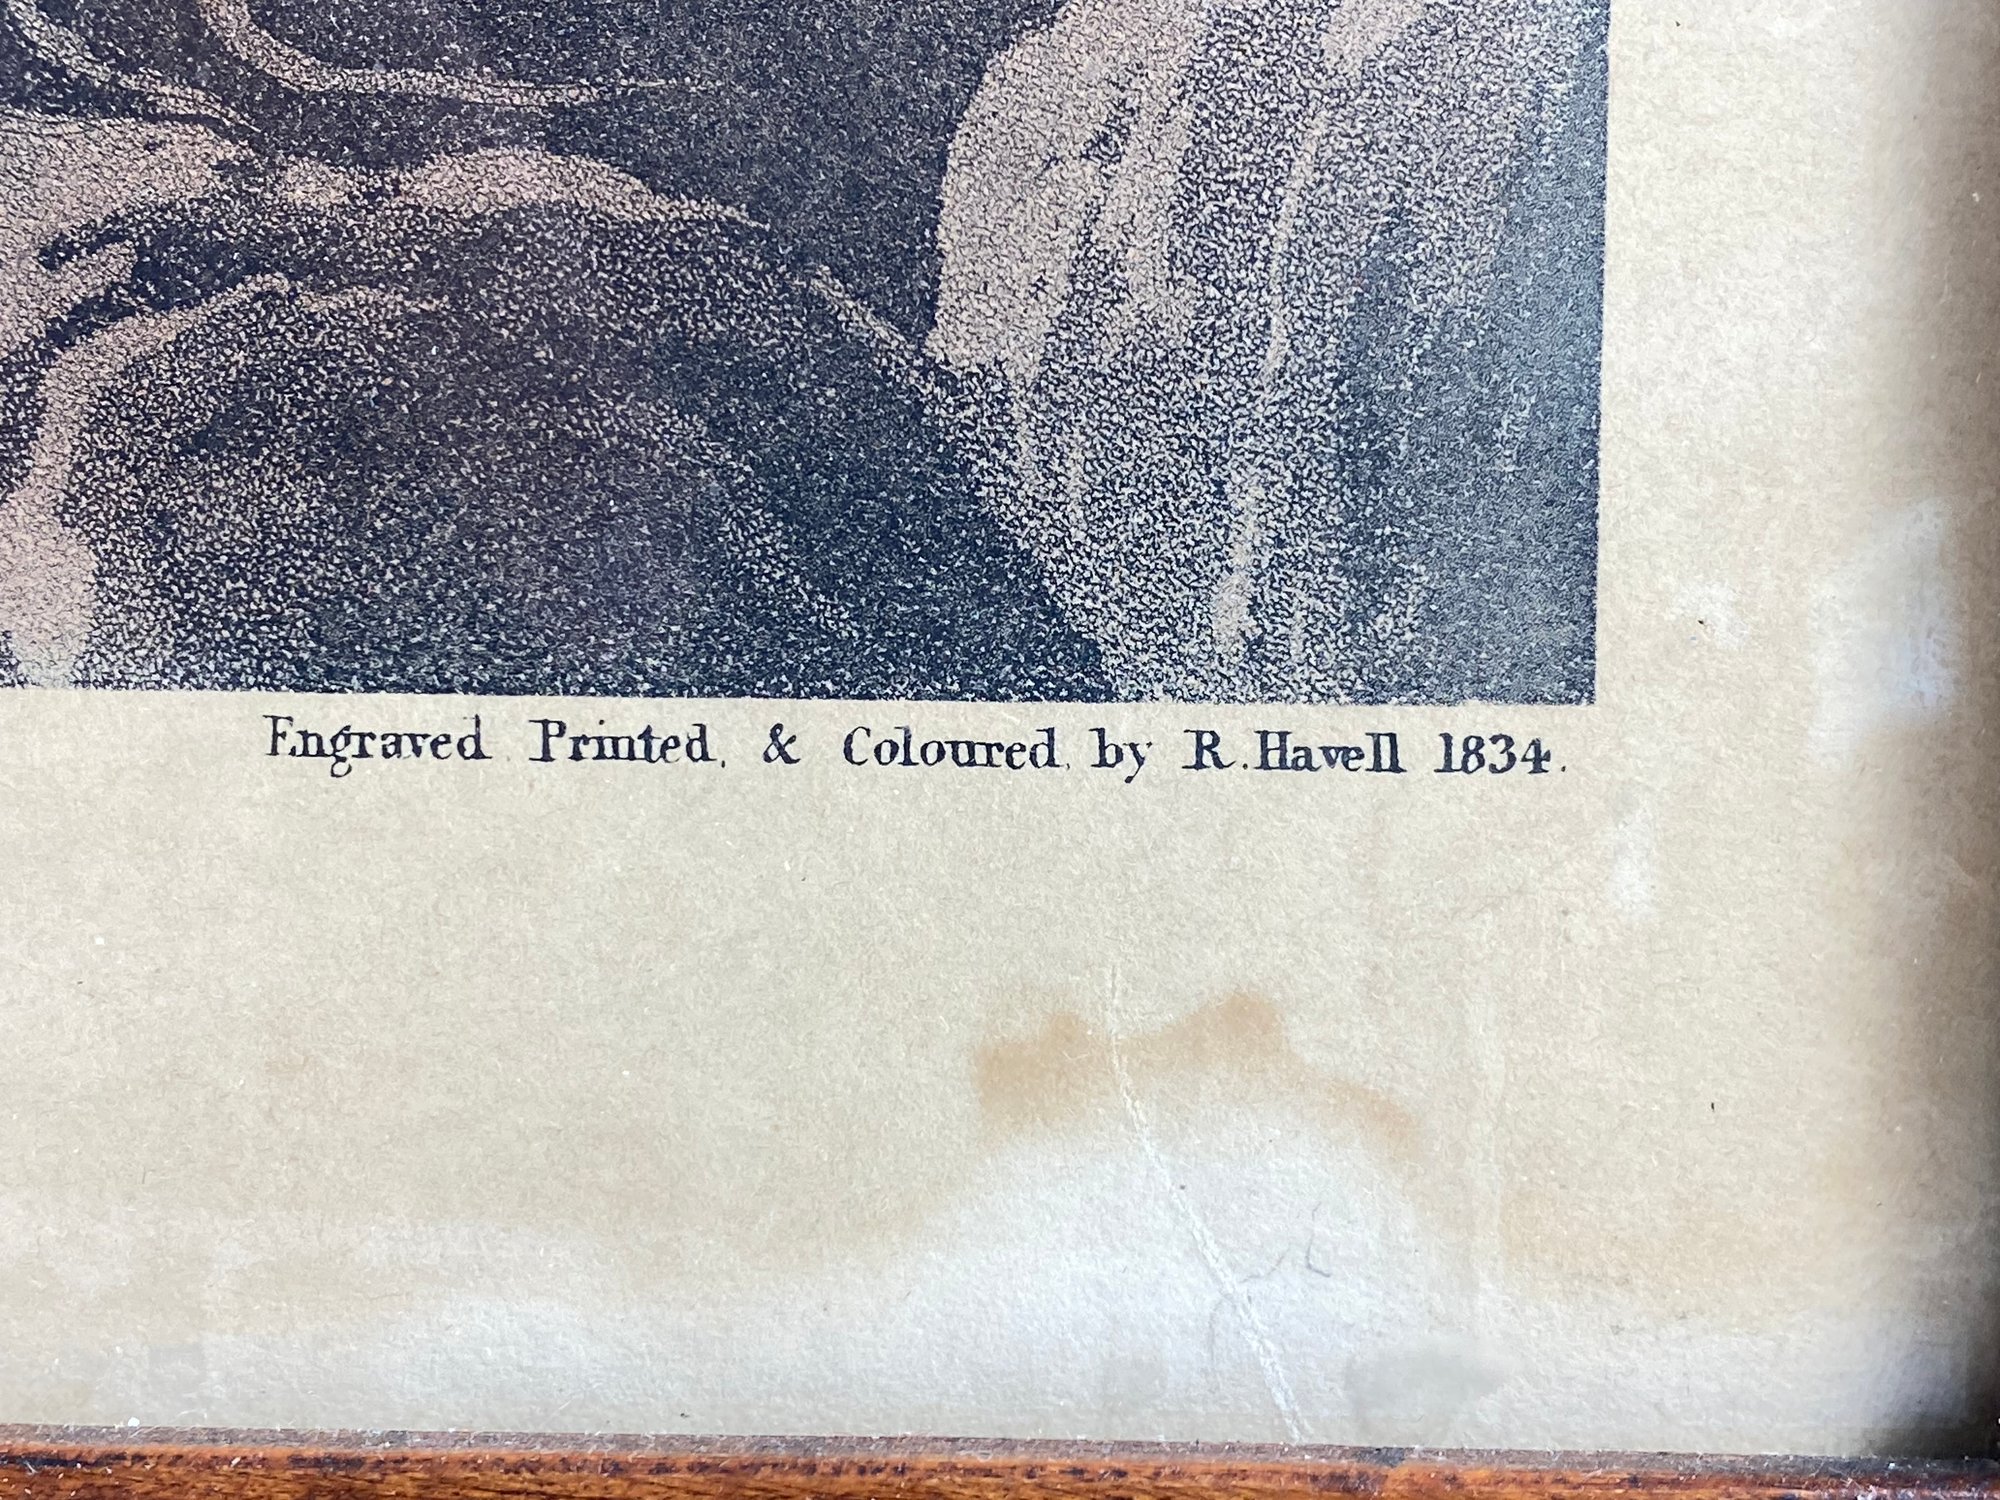 Engraved Printed, & Coloured, by R. Havell 1834.